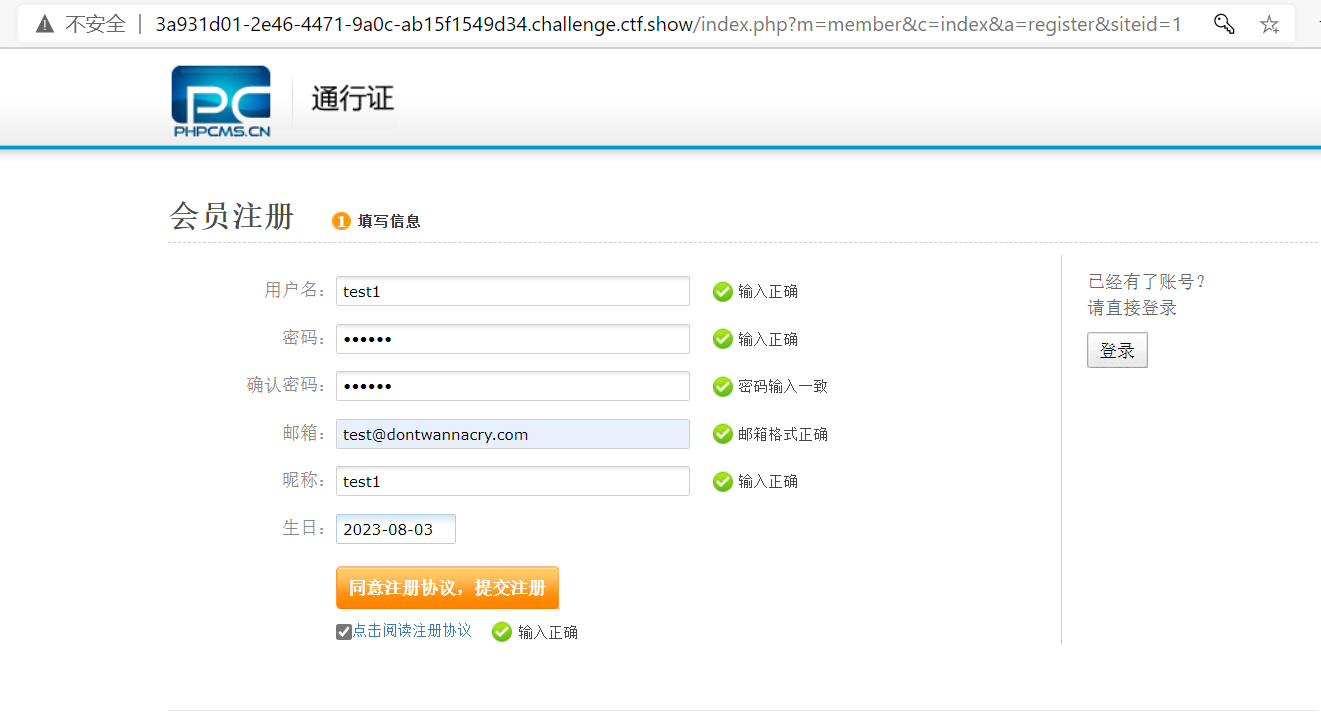 不安全 | 3a931d01-2e46-4471-9a0c-ab15f1549d34.challenge.ctf.show/index.php?m=member&c=index&a=register&siteid=1
PC
PHPCMS.CN
通行证
会员注册 1 填写信息
用户名： test1 输入正确
密码： •••••• 输入正确
确认密码： •••••• 密码输入一致
邮箱： test@dontwannacry.com 邮箱格式正确
昵称： test1 输入正确
生日： 2023-08-03
同意注册协议，提交注册
点击阅读注册协议 输入正确
已经有了账号？
请直接登录
登录